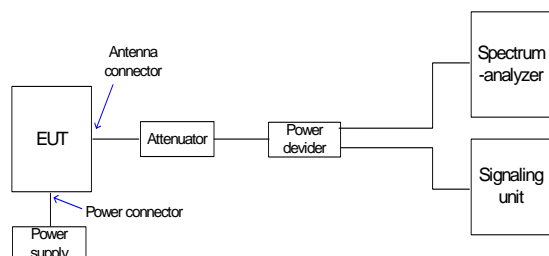 Antenna
connector
Spectrum
-analyzer
EUT
Attenuator
Power
devider
Signaling
unit
Power connector
Power
supply